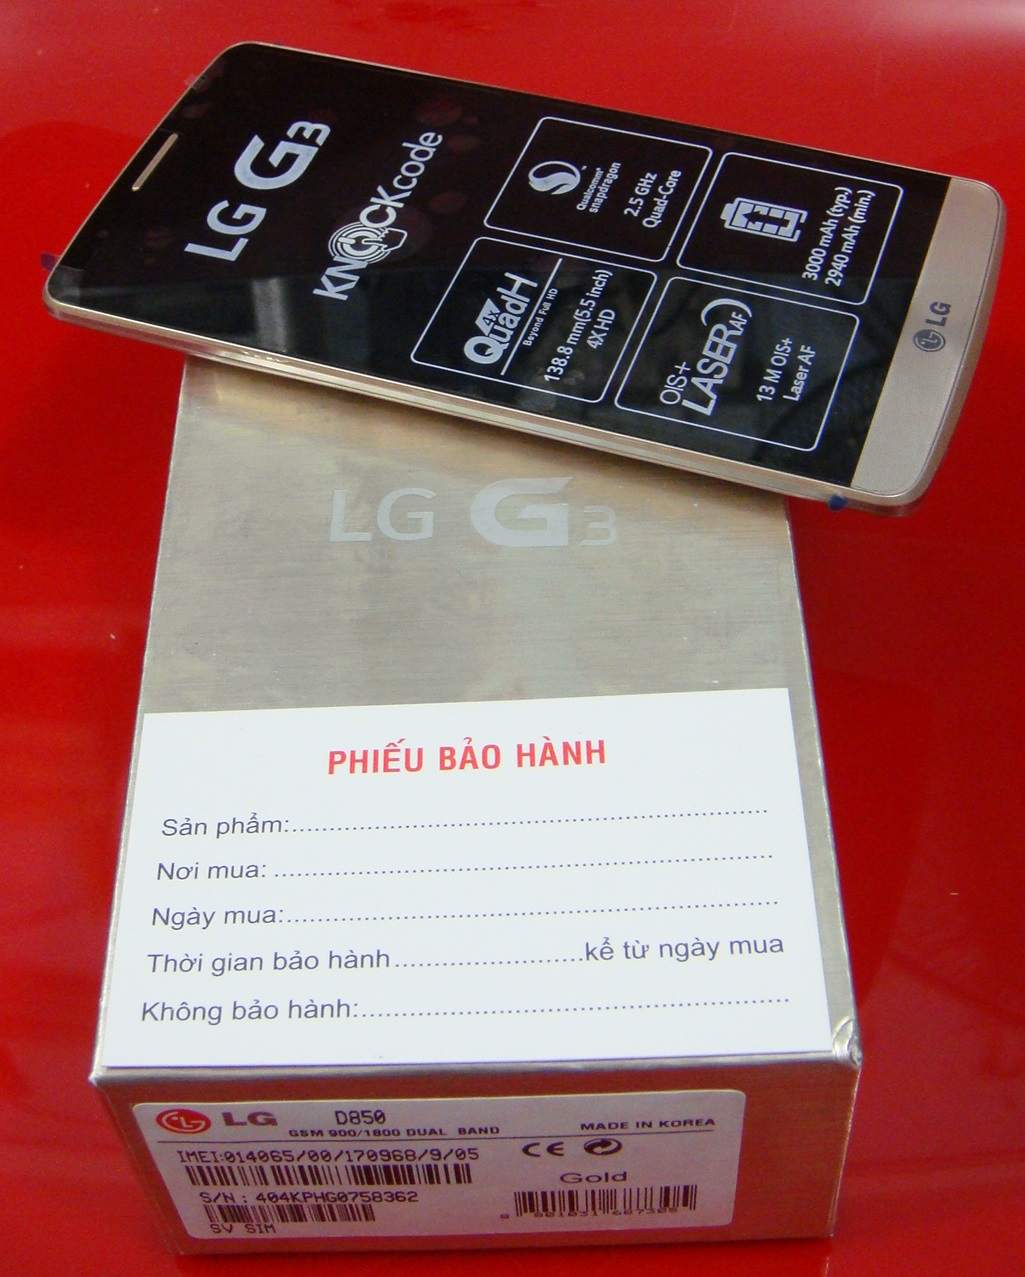 LG G3
KNOCK code
Qualcomm®
snapdragon
2.5 GHz
Quad-Core
3000 mAh (typ.)
2940 mAh (min.)
4X
QuadH
Beyond Full HD
138.8 mm(5.5 inch)
4X HD
OIS+
LASER AF
13 M OIS+
Laser AF
LG
LG G3
PHIẾU BẢO HÀNH
Sản phẩm:
Nơi mua:
Ngày mua:
Thời gian bảo hành kể từ ngày mua
Không bảo hành:
LG D850
GSM 900/1800 DUAL BAND MADE IN KOREA
IMEI:014065/00/170968/9/05
CE
S/N : 404KPHG0758362
Gold
SV SIM